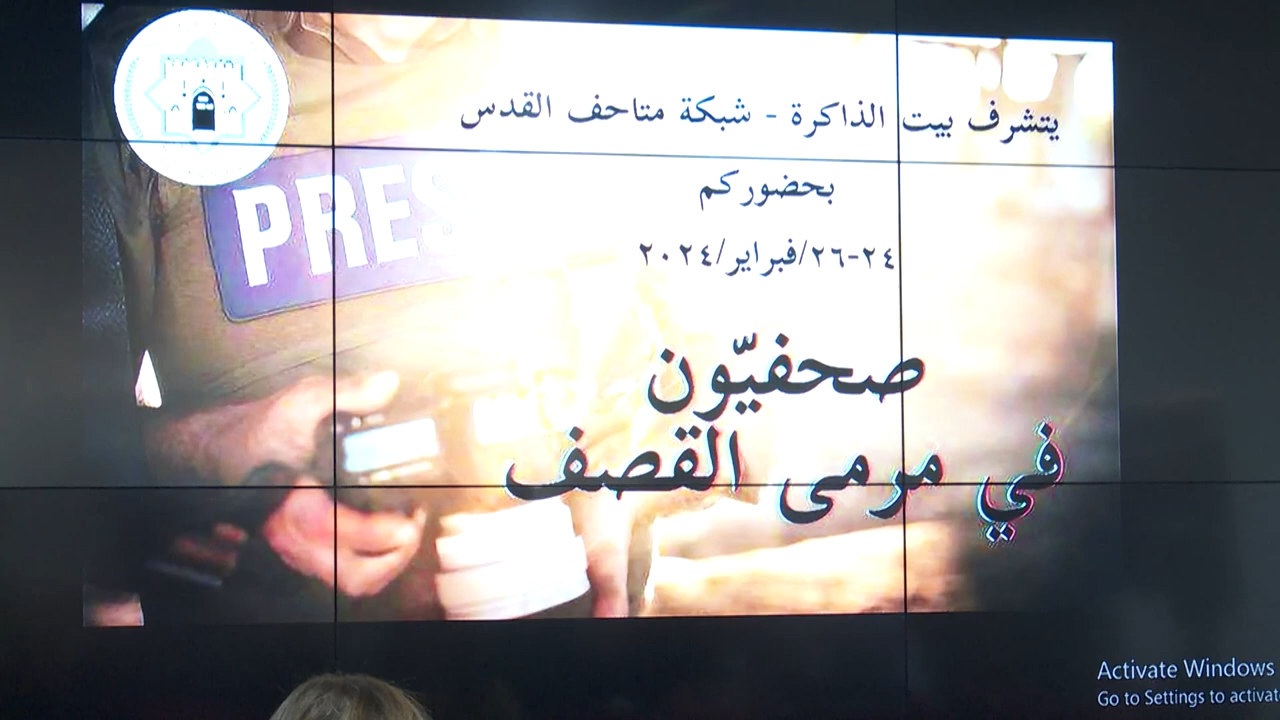 يتشرف بيت الذاكرة - شبكة متاحف القدس
بحضوركم
٢٤-٢٦/فبراير/٢٠٢٤
صحفيّون
في مرمى القصف
PRES
Activate Windows
Go to Settings to activat